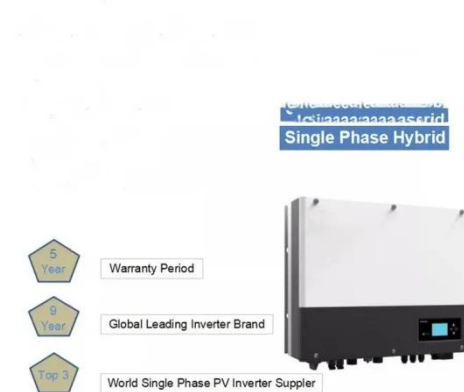 Single Phase Hybrid
5
Year
Warranty Period
9
Year
Global Leading Inverter Brand
Top 3
World Single Phase PV Inverter Suppler